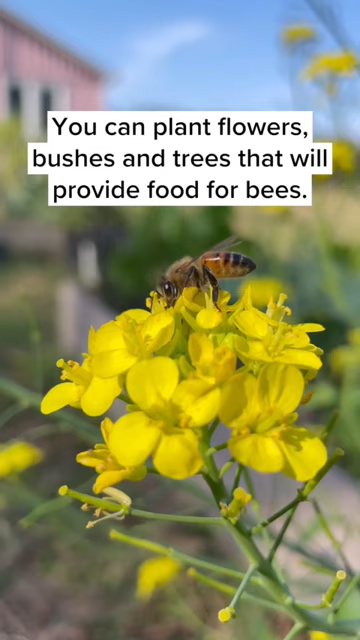 You can plant flowers,
bushes and trees that will
provide food for bees.